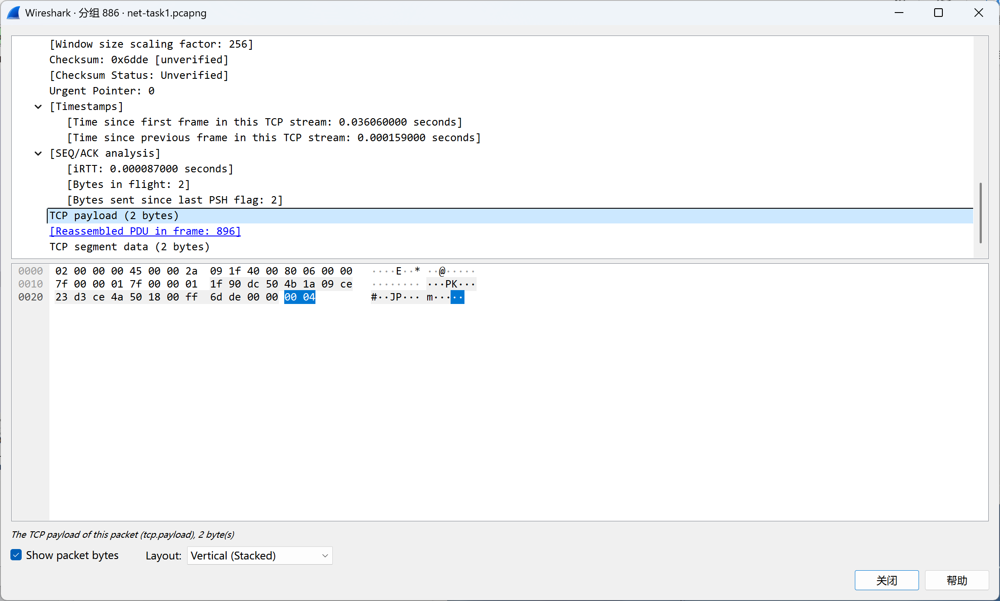 Wireshark · 分组 886 · net-task1.pcapng
[Window size scaling factor: 256]
Checksum: 0x6dde [unverified]
[Checksum Status: Unverified]
Urgent Pointer: 0
[Timestamps]
[Time since first frame in this TCP stream: 0.036060000 seconds]
[Time since previous frame in this TCP stream: 0.000159000 seconds]
[SEQ/ACK analysis]
[iRTT: 0.000087000 seconds]
[Bytes in flight: 2]
[Bytes sent since last PSH flag: 2]
TCP payload (2 bytes)
[Reassembled PDU in frame: 896]
TCP segment data (2 bytes)
0000 02 00 00 00 45 00 00 2a 09 1f 40 00 80 06 00 00 ····E··* ··@·····
0010 7f 00 00 01 7f 00 00 01 1f 90 dc 50 4b 1a 09 ce ········ ···PK···
0020 23 d3 ce 4a 50 18 00 ff 6d de 00 00 00 04 #··JP··· m·····
The TCP payload of this packet (tcp.payload), 2 byte(s)
Show packet bytes Layout: Vertical (Stacked)
关闭 帮助